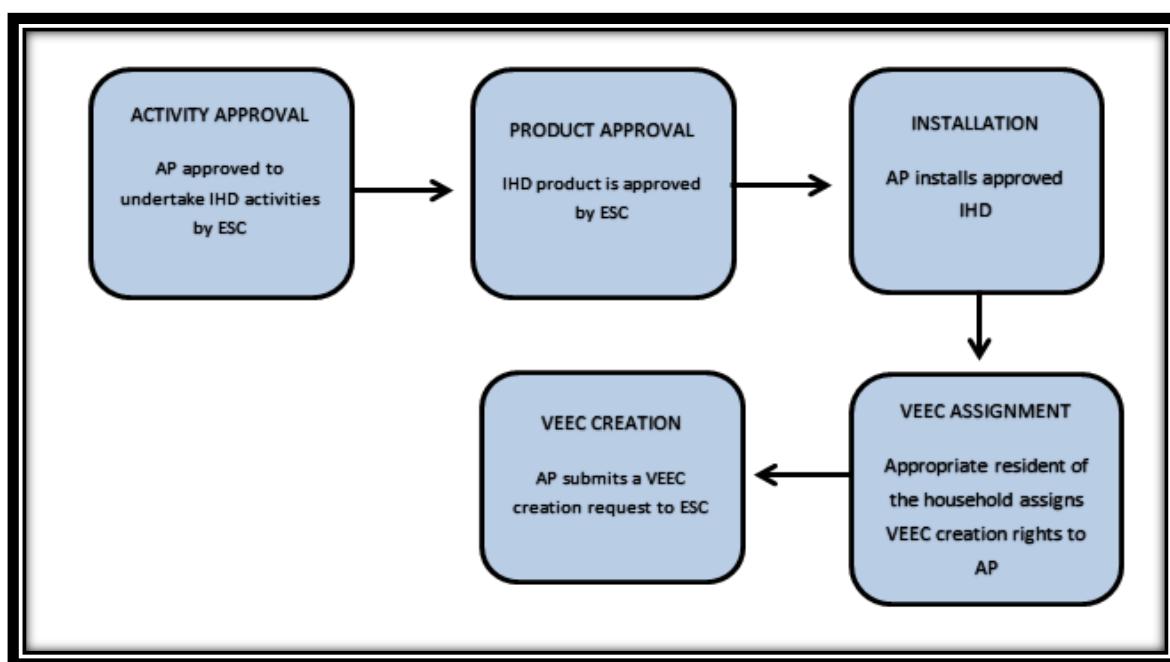 ACTIVITY APPROVAL
AP approved to
undertake IHD activities
by ESC
PRODUCT APPROVAL
IHD product is approved
by ESC
INSTALLATION
AP installs approved
IHD
VEEC ASSIGNMENT
Appropriate resident of
the household assigns
VEEC creation rights to
AP
VEEC CREATION
AP submits a VEEC
creation request to ESC